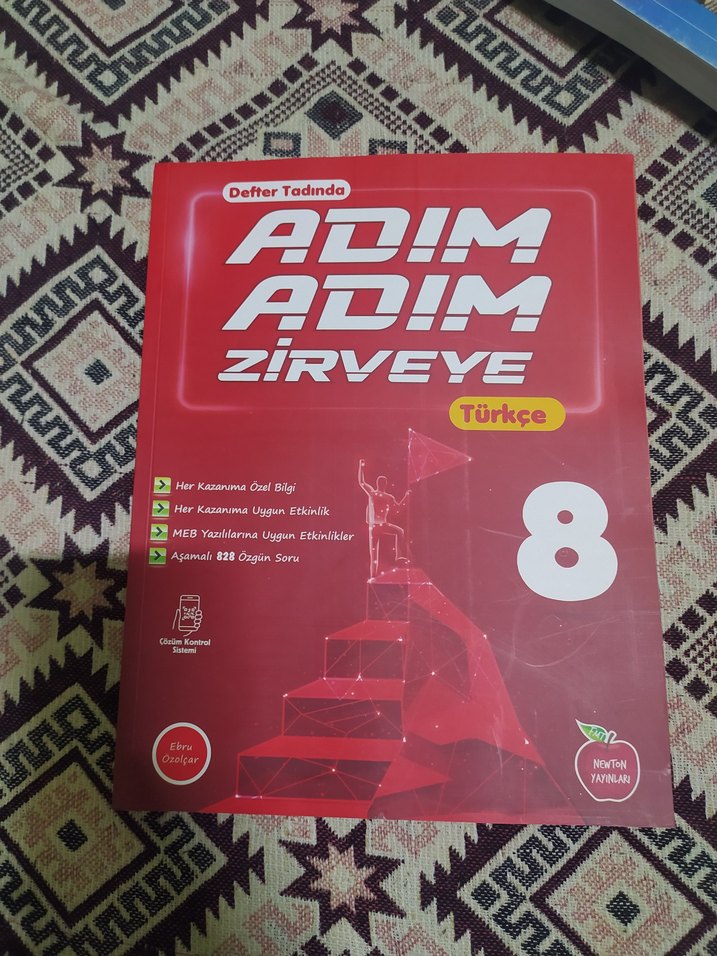 Defter Tadında
ADIM
ADIM
ZİRVEYE
Türkçe
8
Her Kazanıma Özel Bilgi
Her Kazanıma Uygun Etkinlik
MEB Yazılılarına Uygun Etkinlikler
Aşamalı 828 Özgün Soru
Çözüm Kontrol
Sistemi
Ebru
Özolçar
NEWTON
YAYINLARI